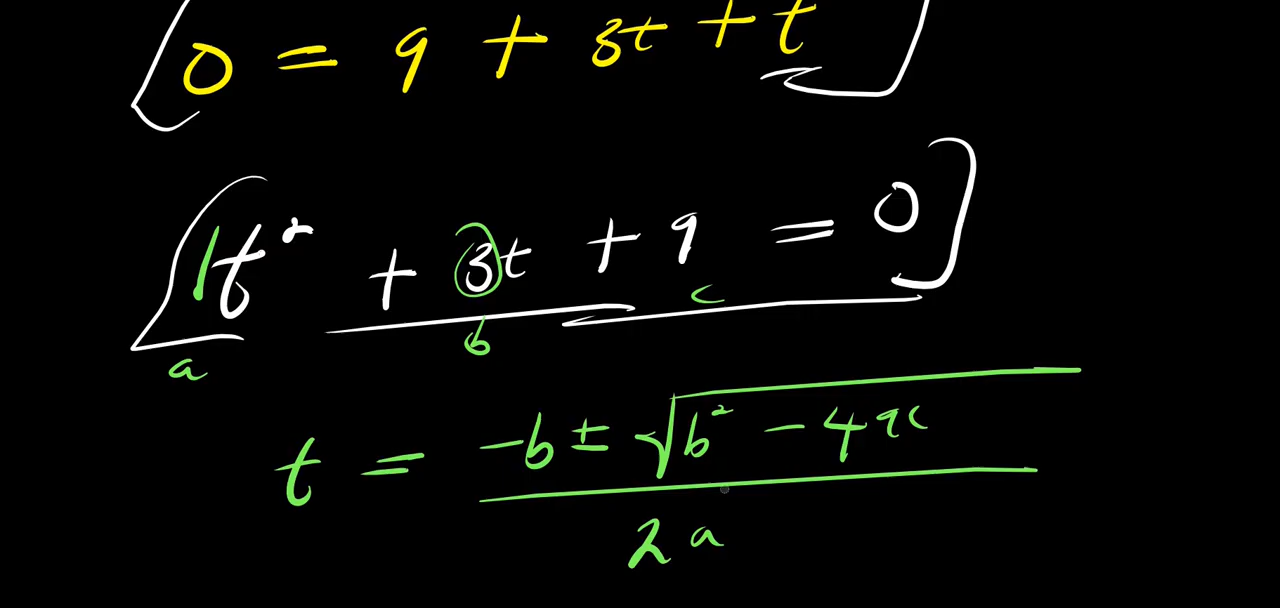 0 = 9 + 3t + t
1t² + 3t + 9 = 0
a b c
t = -b ± √b² - 4ac
2a